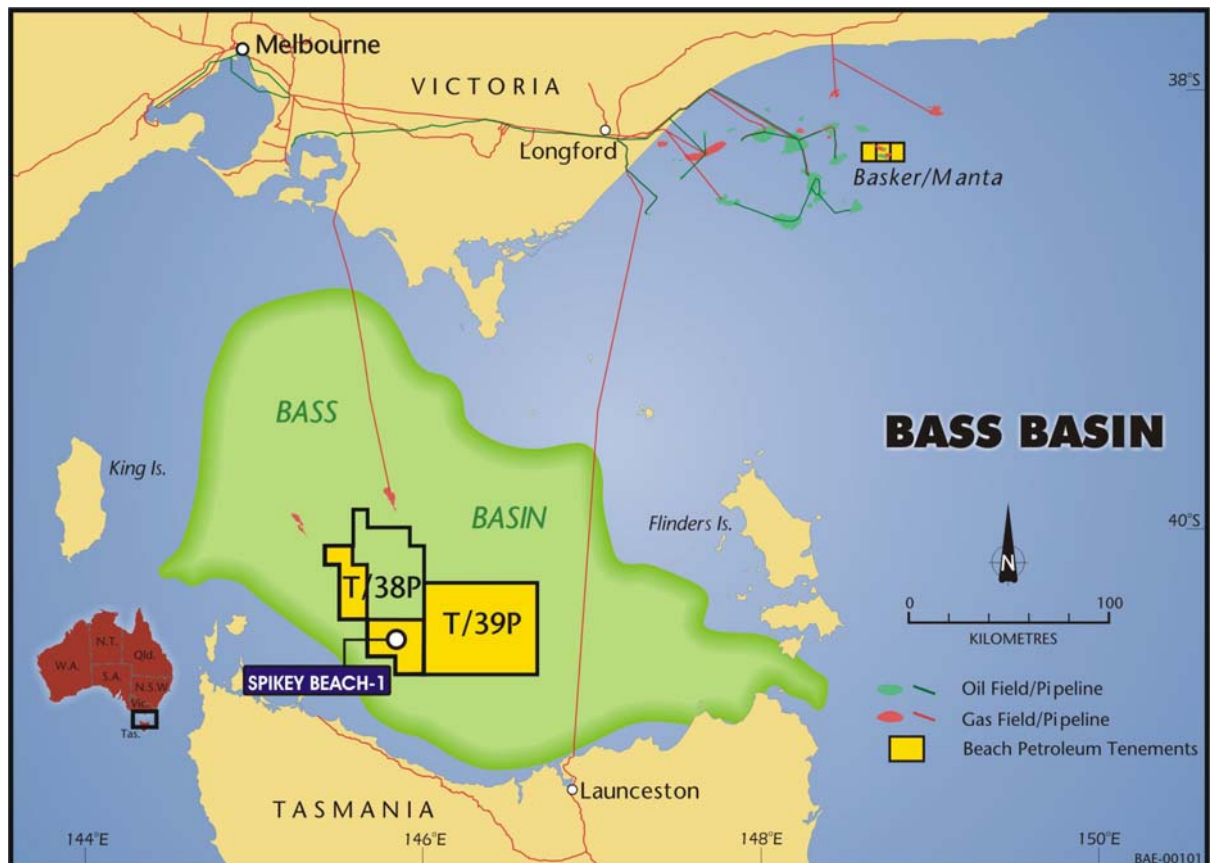 Melbourne
VICTORIA
38°S
Longford
Basker/Manta
BASS
BASS BASIN
King Is.
BASIN
Flinders Is.
40°S
N
T/38P
T/39P
0 100
KILOMETRES
N.T.
W.A.
Qld.
S.A.
N.S.W.
Vic.
Tas.
SPIKEY BEACH-1
Oil Field/Pipeline
Gas Field/Pipeline
Beach Petroleum Tenements
Launceston
TASMANIA
144°E
146°E
148°E
150°E
BAE-00101